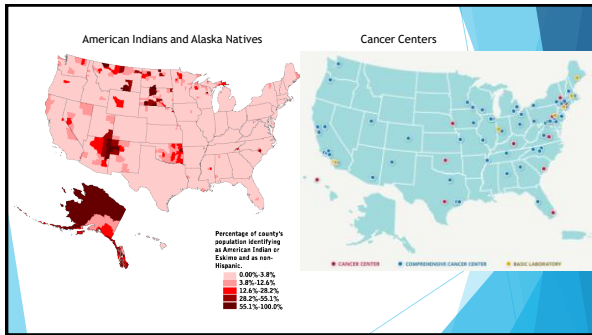 American Indians and Alaska Natives
Cancer Centers
Percentage of county's
population identifying
as American Indian or
Eskimo and as non-
Hispanic.
0.00%-3.8%
3.8%-12.6%
12.6%-28.2%
28.2%-55.1%
55.1%-100.0%
CANCER CENTER
COMPREHENSIVE CANCER CENTER
BASIC LABORATORY